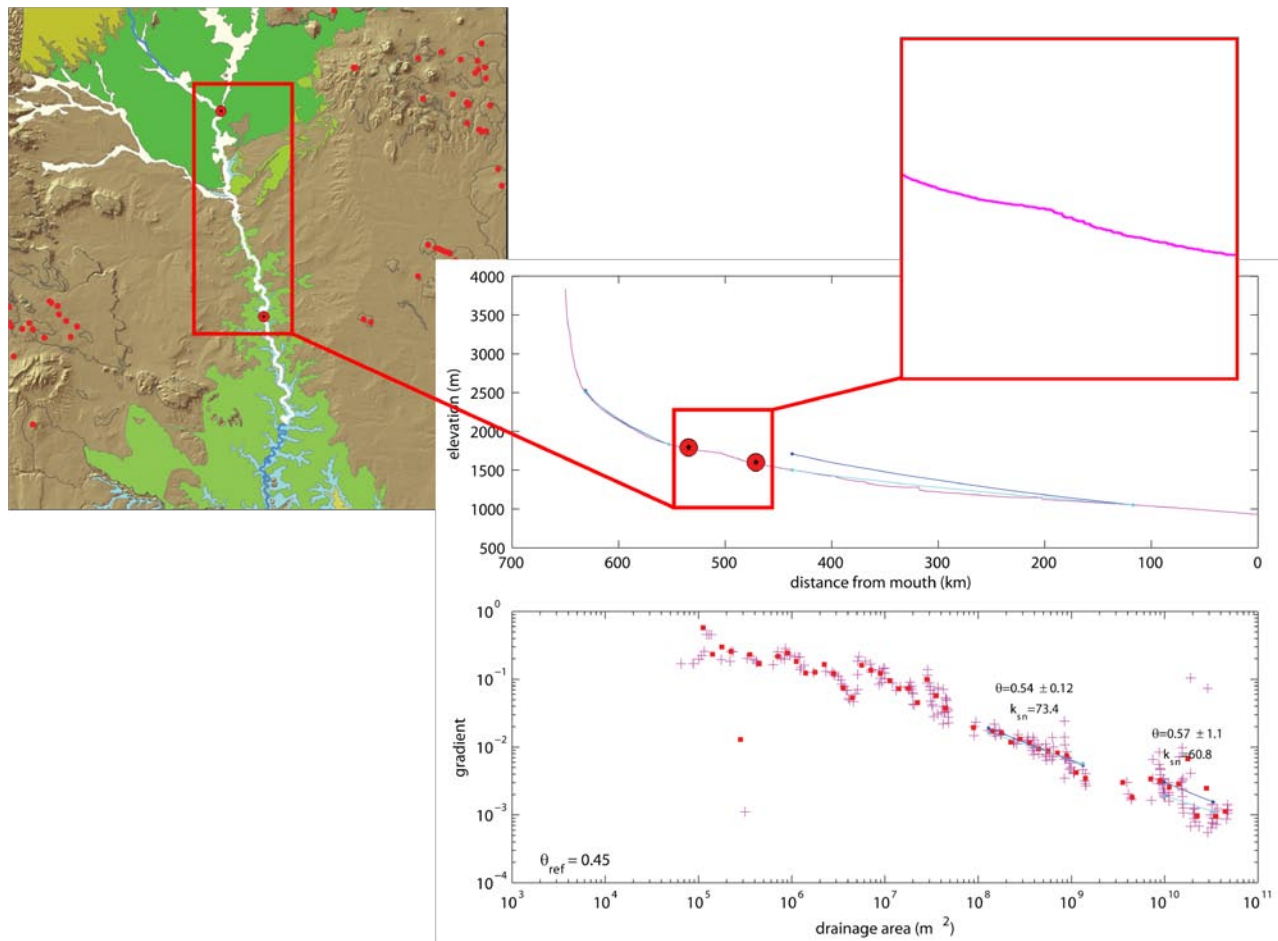 4000
3500
3000
2500
2000
1500
1000
500
elevation (m)
700 600 500 400 300 200 100 0
distance from mouth (km)
10^0
10^-1
10^-2
10^-3
10^-4
gradient
θ=0.54 ±0.12
k_sn=73.4
θ=0.57 ±1.1
k_sn=60.8
θ_ref = 0.45
10^3 10^4 10^5 10^6 10^7 10^8 10^9 10^10 10^11
drainage area (m^2)